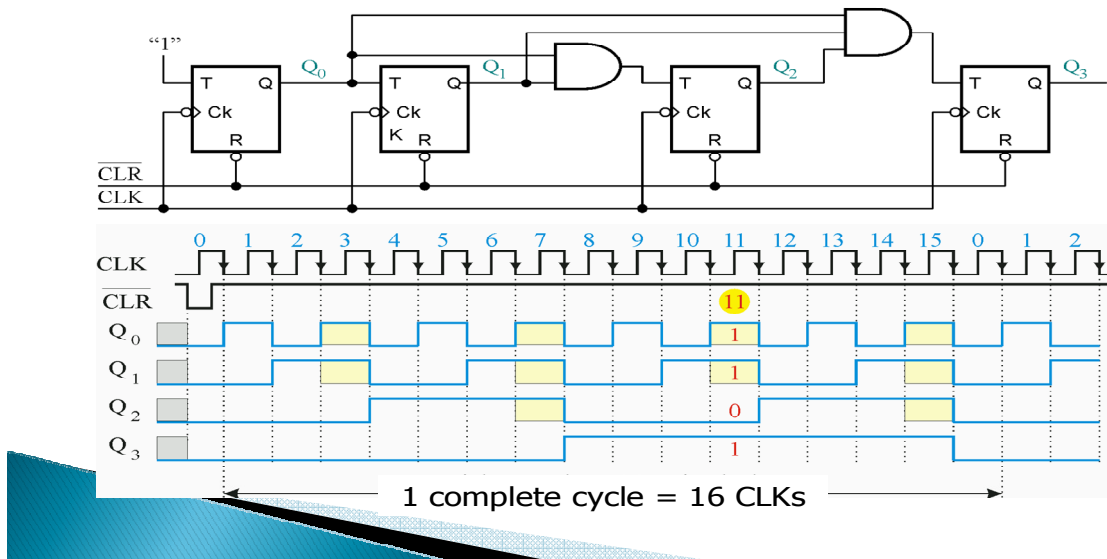 "1" Q0 Q1 Q2 Q3
T Q T Q T Q T Q
Ck Ck Ck Ck
K
R R R R
CLR
CLK
0 1 2 3 4 5 6 7 8 9 10 11 12 13 14 15 0 1 2
CLK
CLR 11
Q0 1
Q1 1
Q2 0
Q3 1
1 complete cycle = 16 CLKs